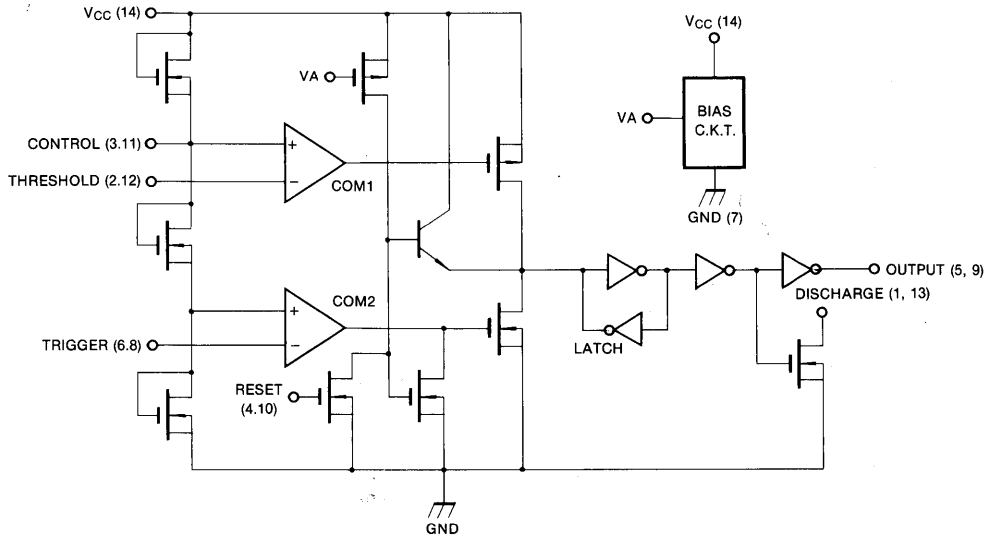 VCC (14)
VA
CONTROL (3.11)
+
−
COM1
THRESHOLD (2.12)
VCC (14)
VA
BIAS
C.K.T.
GND (7)
COM2
+
−
TRIGGER (6.8)
RESET
(4.10)
LATCH
OUTPUT (5, 9)
DISCHARGE (1, 13)
GND